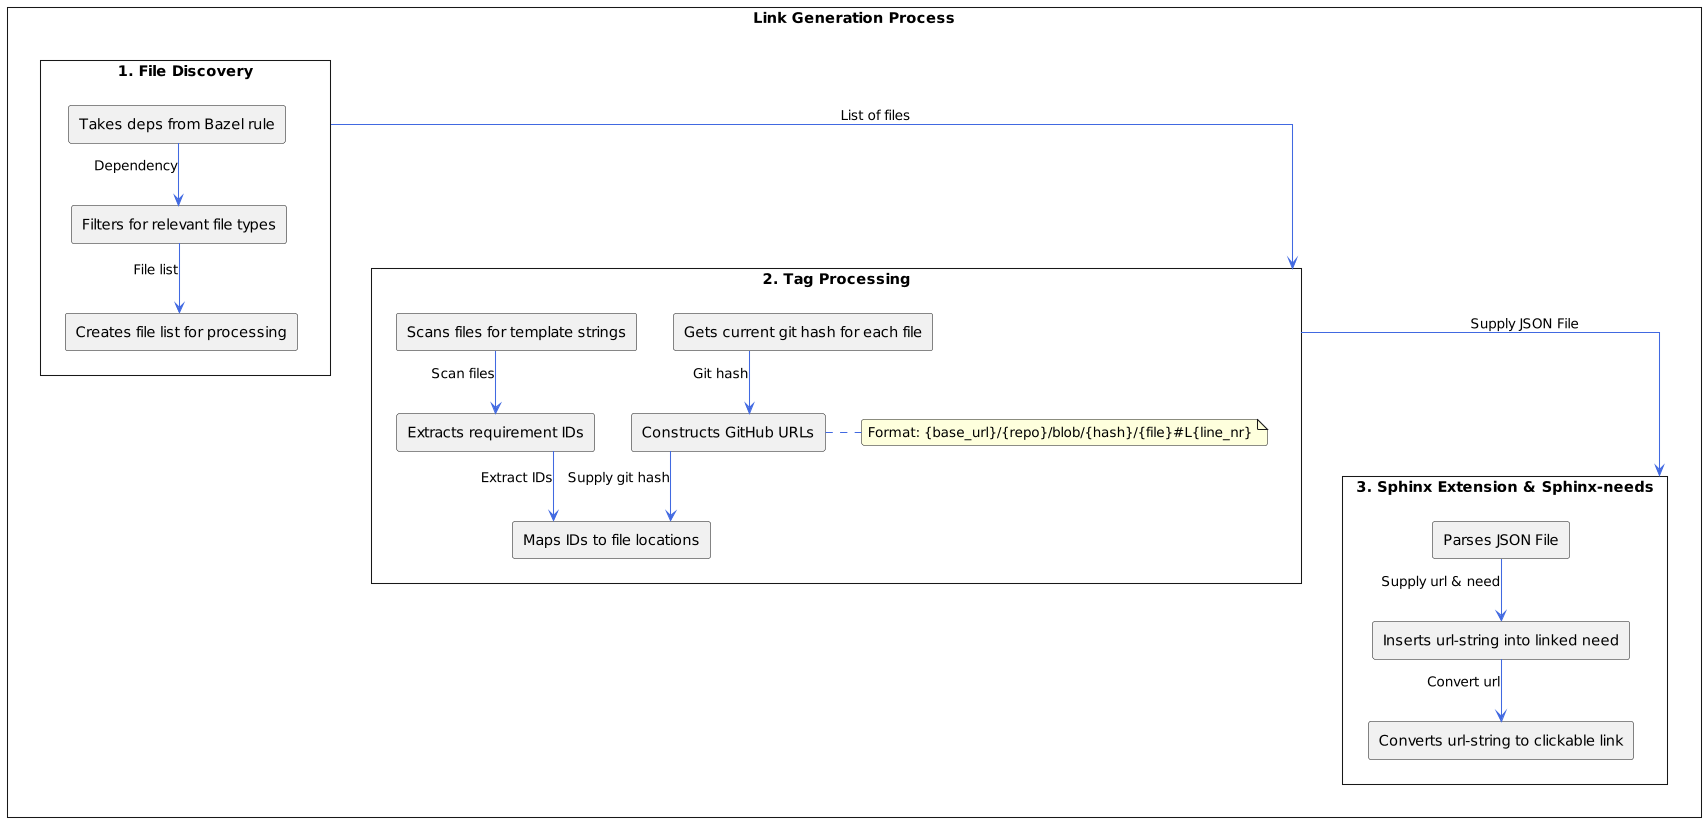 Link Generation Process
1. File Discovery
Takes deps from Bazel rule
Dependency
Filters for relevant file types
File list
Creates file list for processing
List of files
2. Tag Processing
Scans files for template strings
Gets current git hash for each file
Scan files
Git hash
Extracts requirement IDs
Constructs GitHub URLs
Format: {base_url}/{repo}/blob/{hash}/{file}#L{line_nr}
Extract IDs
Supply git hash
Maps IDs to file locations
Supply JSON File
3. Sphinx Extension & Sphinx-needs
Parses JSON File
Supply url & need
Inserts url-string into linked need
Convert url
Converts url-string to clickable link